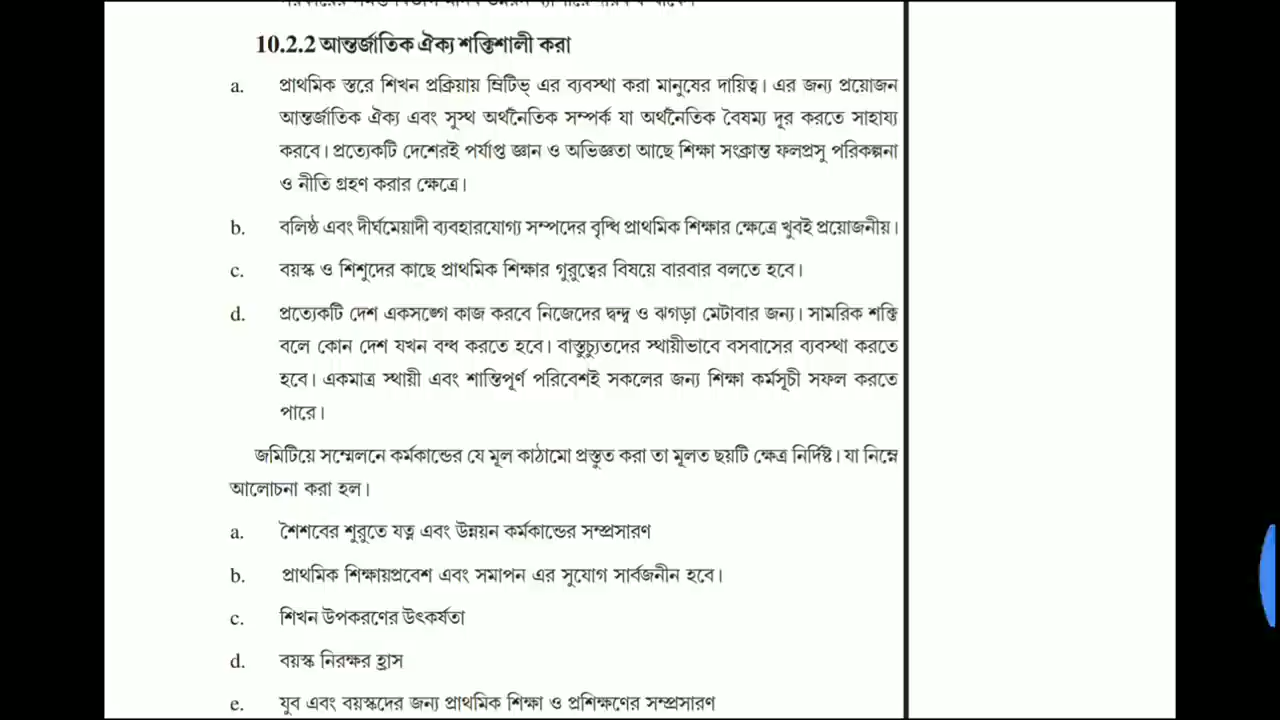 10.2.2 আন্তর্জাতিক ঐক্য শক্তিশালী করা
a. প্রাথমিক স্তরে শিখন প্রক্রিয়ায় ম্রিটিভ্ এর ব্যবস্থা করা মানুষের দায়িত্ব। এর জন্য প্রয়োজন
আন্তর্জাতিক ঐক্য এবং সুস্থ অর্থনৈতিক সম্পর্ক যা অর্থনৈতিক বৈষম্য দূর করতে সাহায্য
করবে। প্রত্যেকটি দেশেরই পর্যাপ্ত জ্ঞান ও অভিজ্ঞতা আছে শিক্ষা সংক্রান্ত ফলপ্রসু পরিকল্পনা
ও নীতি গ্রহণ করার ক্ষেত্রে।
b. বলিষ্ঠ এবং দীর্ঘমেয়াদী ব্যবহারযোগ্য সম্পদের বৃদ্ধি প্রাথমিক শিক্ষার ক্ষেত্রে খুবই প্রয়োজনীয়।
c. বয়স্ক ও শিশুদের কাছে প্রাথমিক শিক্ষার গুরুত্বের বিষয়ে বারবার বলতে হবে।
d. প্রত্যেকটি দেশ একসঙ্গে কাজ করবে নিজেদের দ্বন্দ্ব ও ঝগড়া মেটাবার জন্য। সামরিক শক্তি
বলে কোন দেশ যখন বন্ধ করতে হবে। বাস্তুচ্যুতদের স্থায়ীভাবে বসবাসের ব্যবস্থা করতে
হবে। একমাত্র স্থায়ী এবং শান্তিপূর্ণ পরিবেশই সকলের জন্য শিক্ষা কর্মসূচী সফল করতে
পারে।
জমিটিয়ে সম্মেলনে কর্মকান্ডের যে মূল কাঠামো প্রস্তুত করা তা মূলত ছয়টি ক্ষেত্র নির্দিষ্ট। যা নিম্নে
আলোচনা করা হল।
a. শৈশবের শুরুতে যত্ন এবং উন্নয়ন কর্মকান্ডের সম্প্রসারণ
b. প্রাথমিক শিক্ষায়প্রবেশ এবং সমাপন এর সুযোগ সার্বজনীন হবে।
c. শিখন উপকরণের উৎকর্ষতা
d. বয়স্ক নিরক্ষর হ্রাস
e. যুব এবং বয়স্কদের জন্য প্রাথমিক শিক্ষা ও প্রশিক্ষণের সম্প্রসারণ